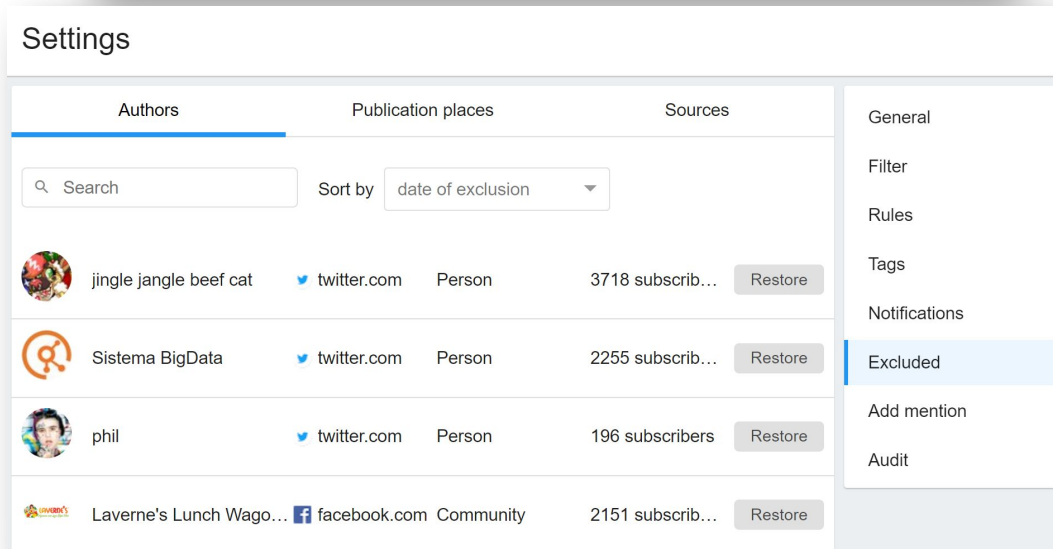 Settings
Authors Publication places Sources
Search Sort by date of exclusion
jingle jangle beef cat twitter.com Person 3718 subscrib... Restore
Sistema BigData twitter.com Person 2255 subscrib... Restore
phil twitter.com Person 196 subscribers Restore
LAVERNE'S Laverne's Lunch Wago... facebook.com Community 2151 subscrib... Restore
General
Filter
Rules
Tags
Notifications
Excluded
Add mention
Audit